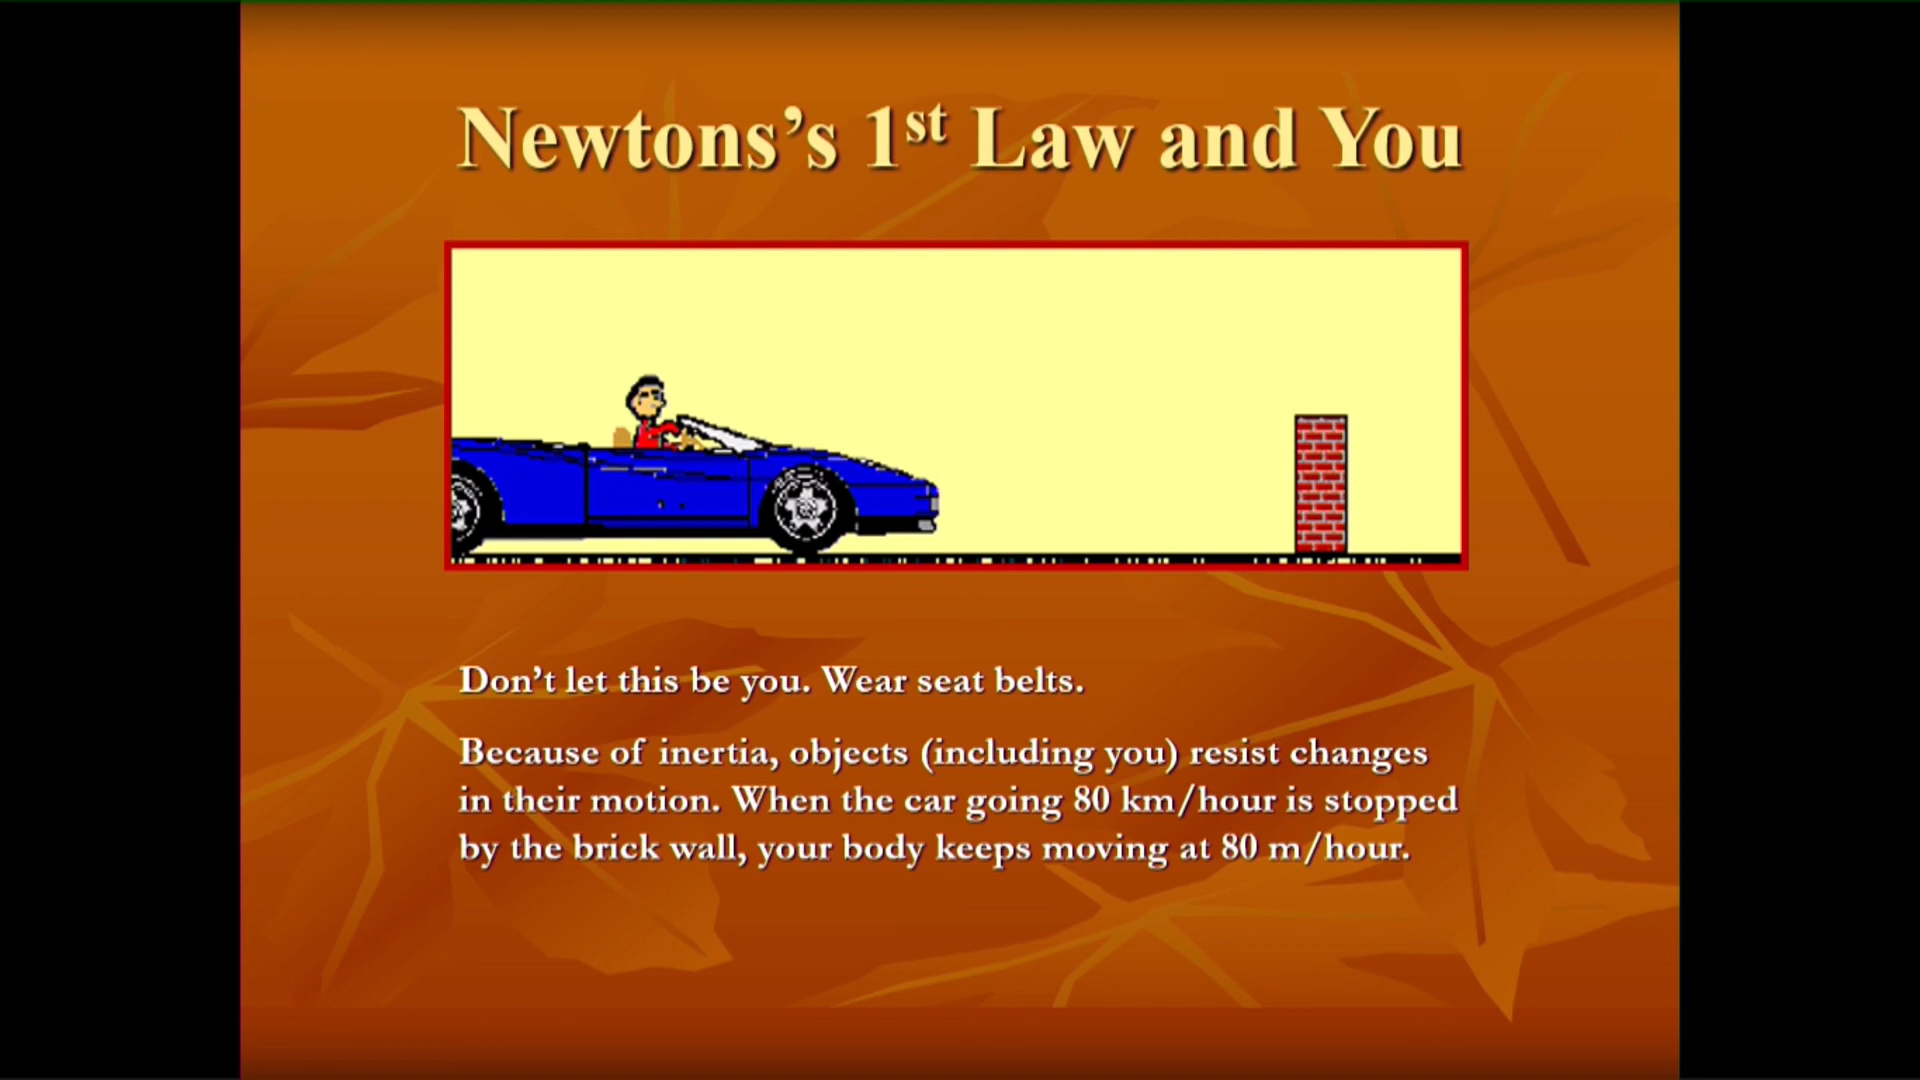 Newtons’s 1st Law and You
Don’t let this be you. Wear seat belts.
Because of inertia, objects (including you) resist changes
in their motion. When the car going 80 km/hour is stopped
by the brick wall, your body keeps moving at 80 m/hour.